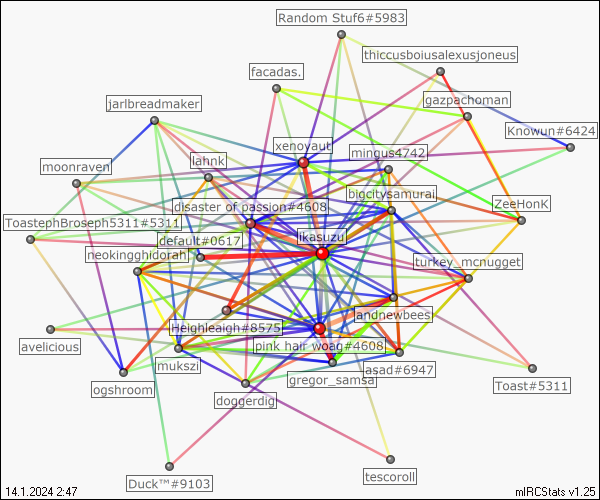 Random Stuf6#5983
thiccusboiusalexusjoneus
facadas.
jarlbreadmaker
gazpachoman
Knowun#6424
xenoyaut
mingus4742
lahnk
moonraven
bigcitysamurai
ZeeHonK
disaster of passion#4608
ToastephBroseph5311#5311
default#0617
ikasuzu
neokingghidorah
turkey_mcnugget
landnewbees
Heighleaigh#8575
pink hair woag#4608
avelicious
mukszi
asad#6947
gregor_samsa
ogshroom
Toast#5311
doggerdig
tescoroll
Duck™#9103
14.1.2024 2:47
mIRCStats v1.25